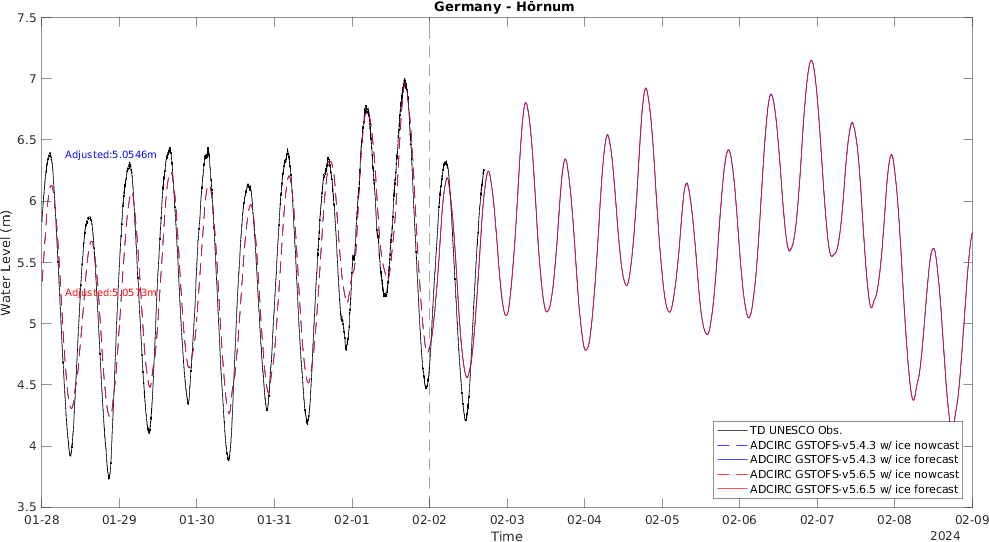 Germany - Hörnum
7.5
7
6.5
6
5.5
5
4.5
4
3.5
Water Level (m)
Adjusted:5.0546m
Adjusted:5.0573m
TD UNESCO Obs.
ADCIRC GSTOFS-v5.4.3 w/ ice nowcast
ADCIRC GSTOFS-v5.4.3 w/ ice forecast
ADCIRC GSTOFS-v5.6.5 w/ ice nowcast
ADCIRC GSTOFS-v5.6.5 w/ ice forecast
01-28 01-29 01-30 01-31 02-01 02-02 02-03 02-04 02-05 02-06 02-07 02-08 02-09
Time
2024